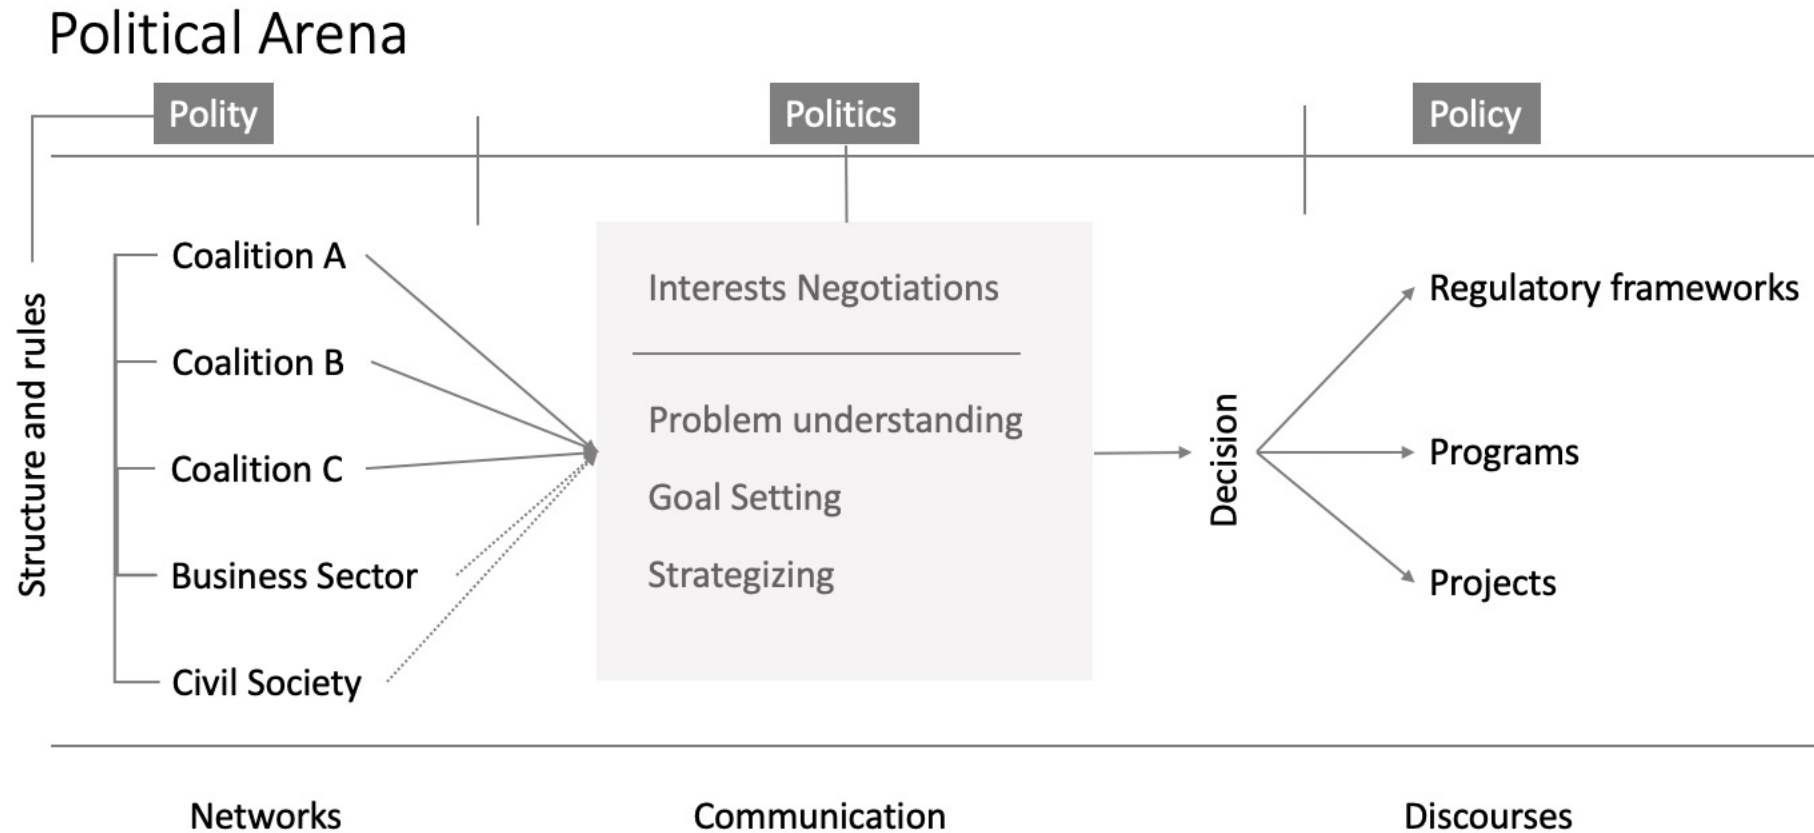 Political Arena
Polity
Politics
Policy
Structure and rules
Coalition A
Coalition B
Coalition C
Business Sector
Civil Society
Interests Negotiations
Problem understanding
Goal Setting
Strategizing
Decision
Regulatory frameworks
Programs
Projects
Networks
Communication
Discourses